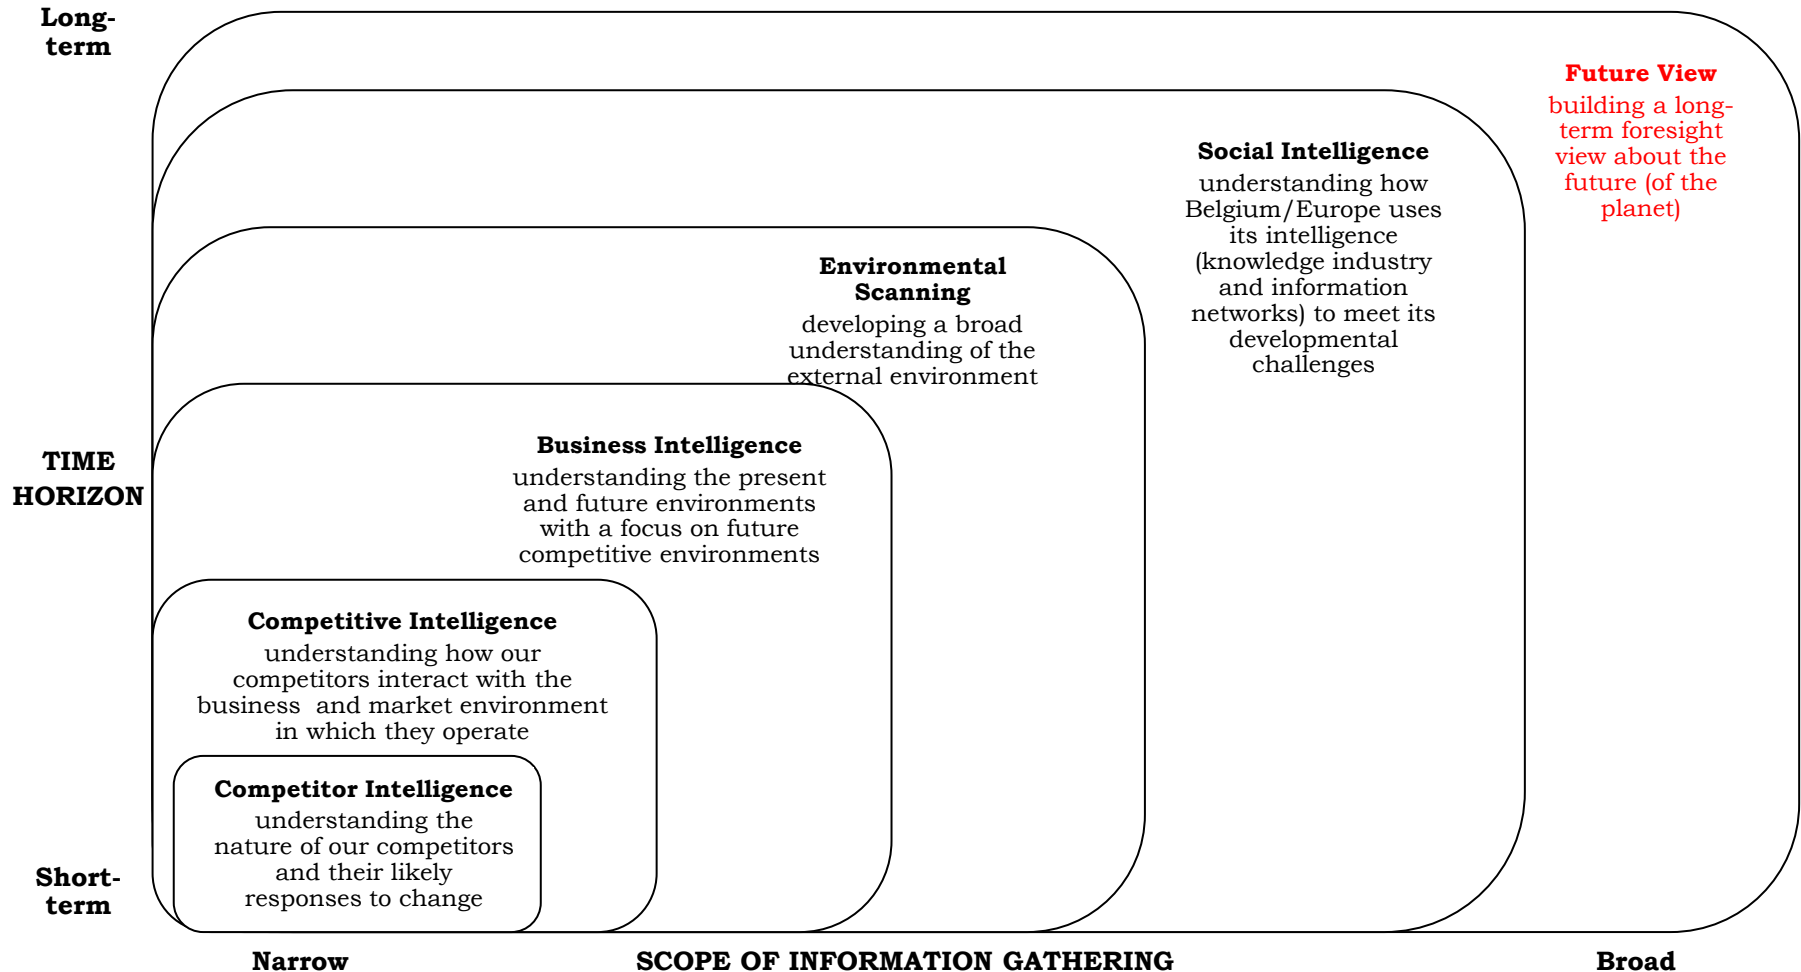 Long-
term
Future View
building a long-
term foresight
view about the
future (of the
planet)
Social Intelligence
understanding how
Belgium/Europe uses
its intelligence
(knowledge industry
and information
networks) to meet its
developmental
challenges
Environmental
Scanning
developing a broad
understanding of the
external environment
Business Intelligence
understanding the present
and future environments
with a focus on future
competitive environments
TIME
HORIZON
Competitive Intelligence
understanding how our
competitors interact with the
business  and market environment
in which they operate
Competitor Intelligence
understanding the
nature of our competitors
and their likely
responses to change
Short-
term
Narrow
SCOPE OF INFORMATION GATHERING
Broad